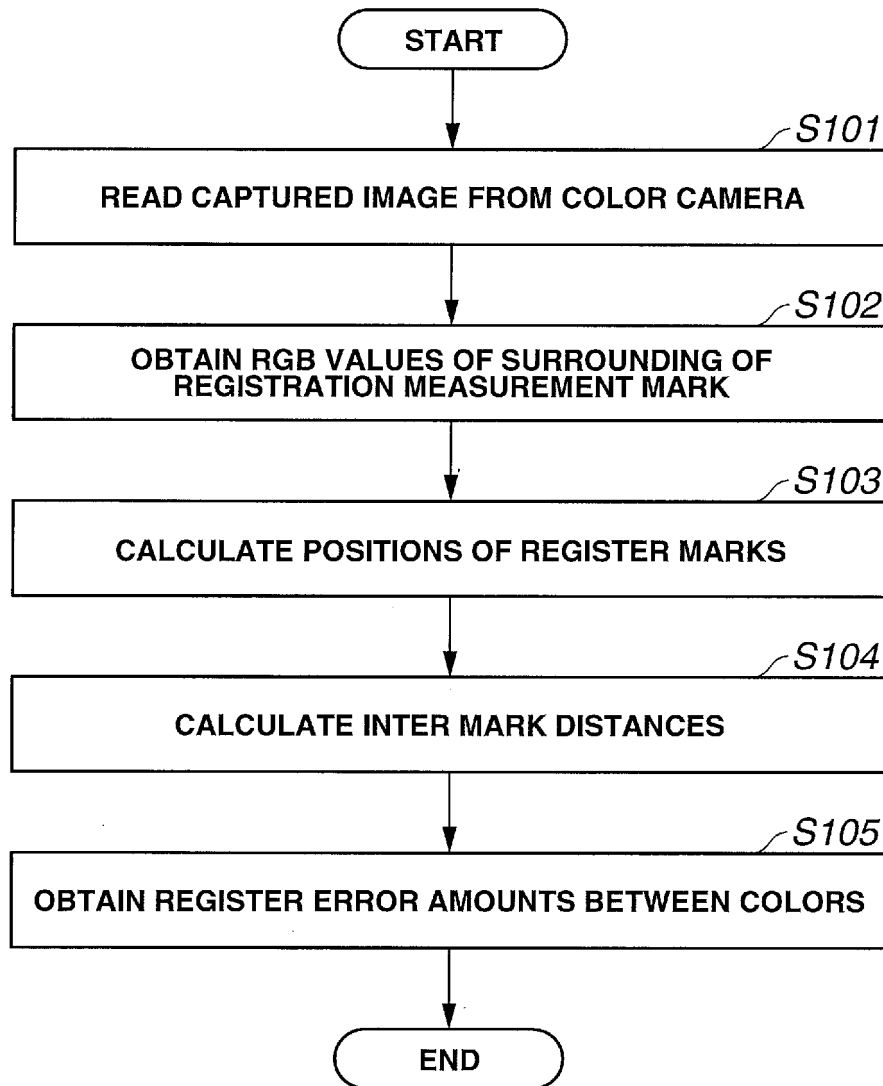 START
S101
READ CAPTURED IMAGE FROM COLOR CAMERA
S102
OBTAIN RGB VALUES OF SURROUNDING OF
REGISTRATION MEASUREMENT MARK
S103
CALCULATE POSITIONS OF REGISTER MARKS
S104
CALCULATE INTER MARK DISTANCES
S105
OBTAIN REGISTER ERROR AMOUNTS BETWEEN COLORS
END